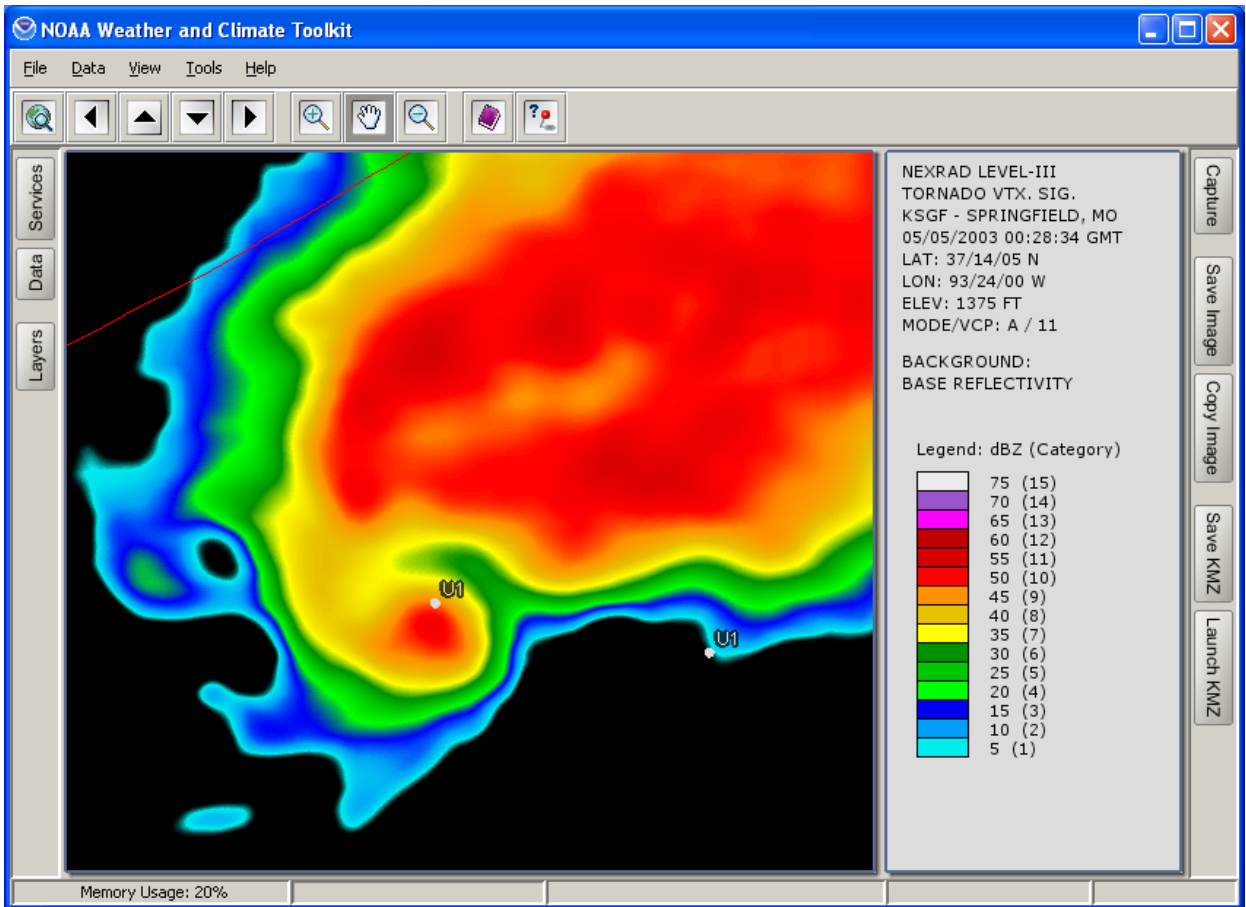 NOAA Weather and Climate Toolkit
File Data View Tools Help
Services
Data
Layers
U1
U1
NEXRAD LEVEL-III
TORNADO VTX. SIG.
KSGF - SPRINGFIELD, MO
05/05/2003 00:28:34 GMT
LAT: 37/14/05 N
LON: 93/24/00 W
ELEV: 1375 FT
MODE/VCP: A / 11
BACKGROUND:
BASE REFLECTIVITY
Legend: dBZ (Category)
75 (15)
70 (14)
65 (13)
60 (12)
55 (11)
50 (10)
45 (9)
40 (8)
35 (7)
30 (6)
25 (5)
20 (4)
15 (3)
10 (2)
5 (1)
Capture
Save Image
Copy Image
Save KMZ
Launch KMZ
Memory Usage: 20%